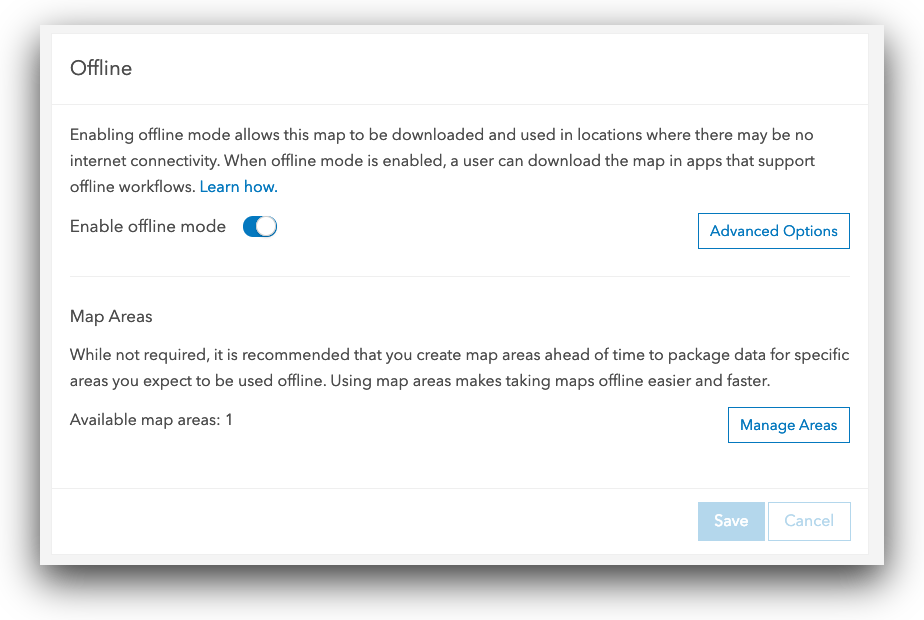 Offline
Enabling offline mode allows this map to be downloaded and used in locations where there may be no
internet connectivity. When offline mode is enabled, a user can download the map in apps that support
offline workflows. Learn how.
Enable offline mode
Advanced Options
Map Areas
While not required, it is recommended that you create map areas ahead of time to package data for specific
areas you expect to be used offline. Using map areas makes taking maps offline easier and faster.
Available map areas: 1
Manage Areas
Save
Cancel